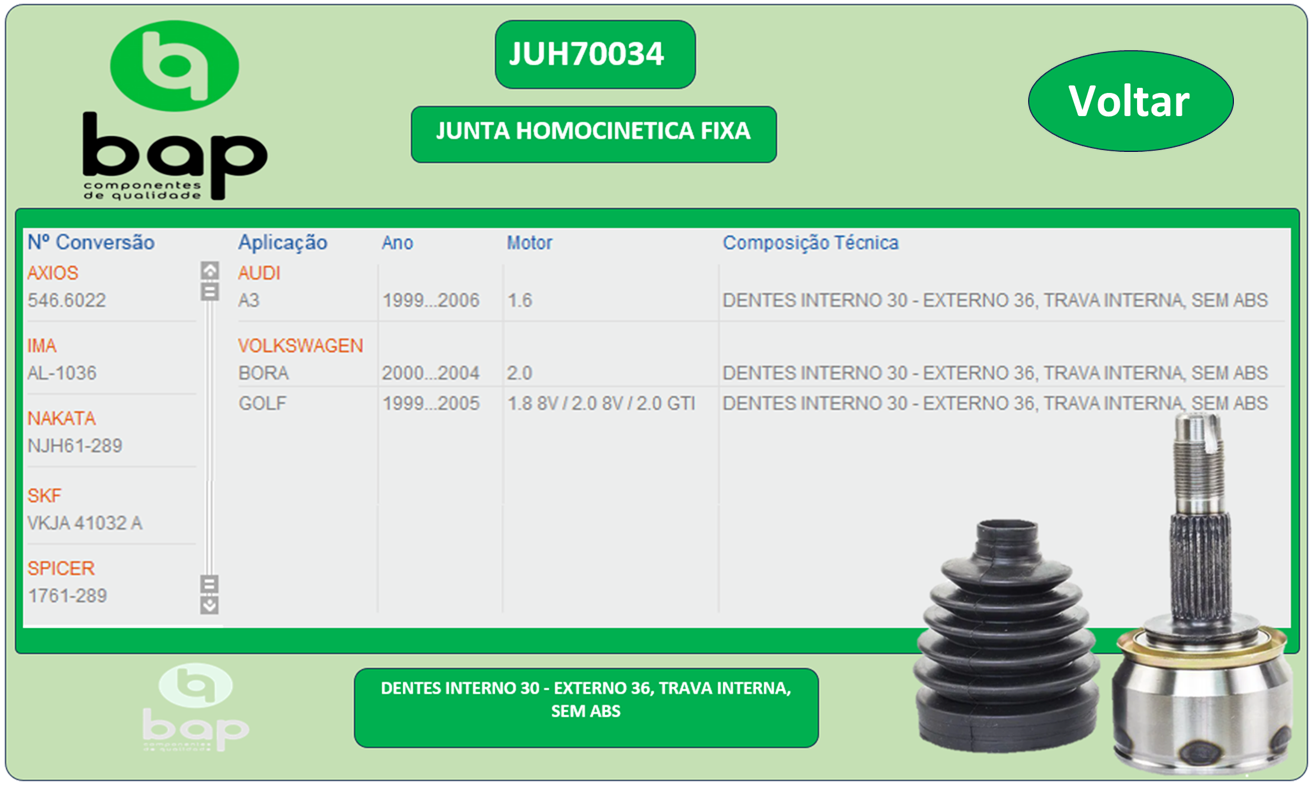 bap
componentes
de qualidade
JUH70034
JUNTA HOMOCINETICA FIXA
Voltar
Nº Conversão
AXIOS
546.6022
IMA
AL-1036
NAKATA
NJH61-289
SKF
VKJA 41032 A
SPICER
1761-289
Aplicação Ano Motor Composição Técnica
AUDI
A3 1999...2006 1.6 DENTES INTERNO 30 - EXTERNO 36, TRAVA INTERNA, SEM ABS
VOLKSWAGEN
BORA 2000...2004 2.0 DENTES INTERNO 30 - EXTERNO 36, TRAVA INTERNA, SEM ABS
GOLF 1999...2005 1.8 8V / 2.0 8V / 2.0 GTI DENTES INTERNO 30 - EXTERNO 36, TRAVA INTERNA, SEM ABS
bap
componentes
de qualidade
DENTES INTERNO 30 - EXTERNO 36, TRAVA INTERNA,
SEM ABS